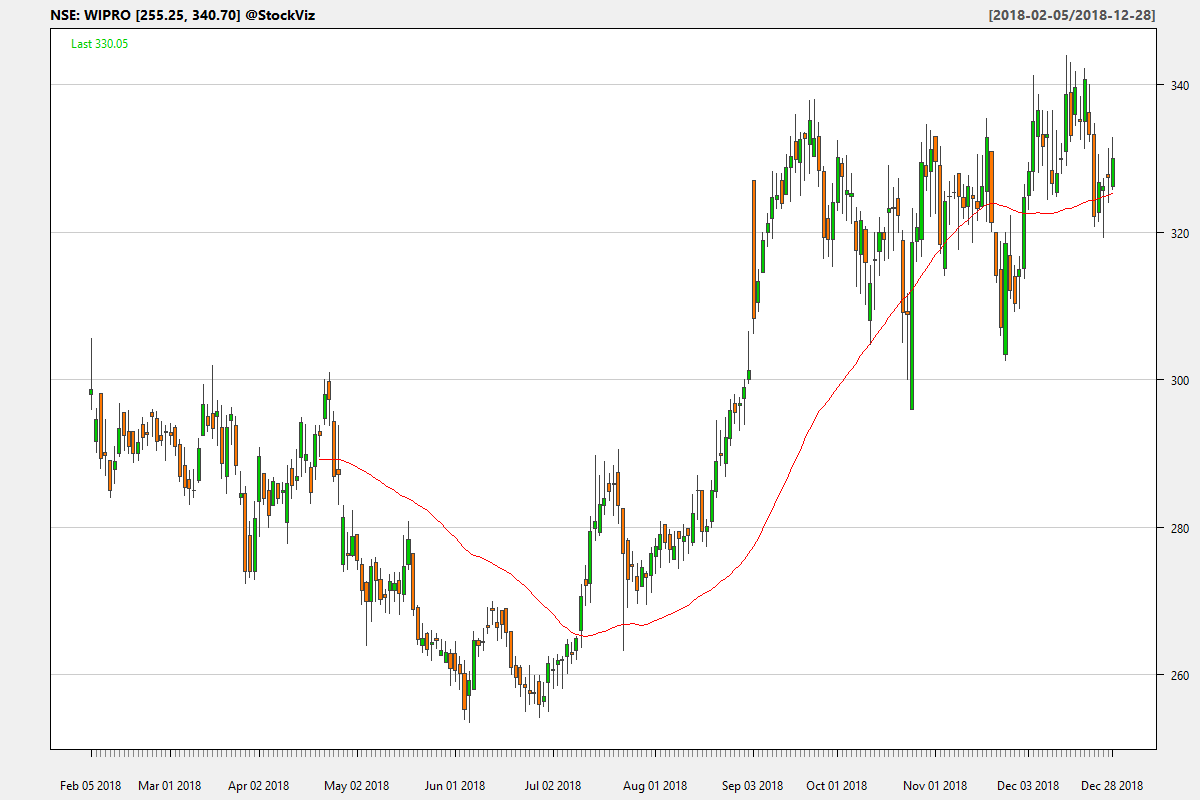 NSE: WIPRO [255.25, 340.70] @StockViz
[2018-02-05/2018-12-28]
Last 330.05
340
320
300
280
260
Feb 05 2018 Mar 01 2018 Apr 02 2018 May 02 2018 Jun 01 2018 Jul 02 2018 Aug 01 2018 Sep 03 2018 Oct 01 2018 Nov 01 2018 Dec 03 2018 Dec 28 2018